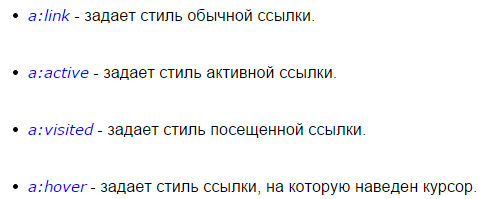 • a:link - задает стиль обычной ссылки.
• a:active - задает стиль активной ссылки.
• a:visited - задает стиль посещенной ссылки.
• a:hover - задает стиль ссылки, на которую наведен курсор.